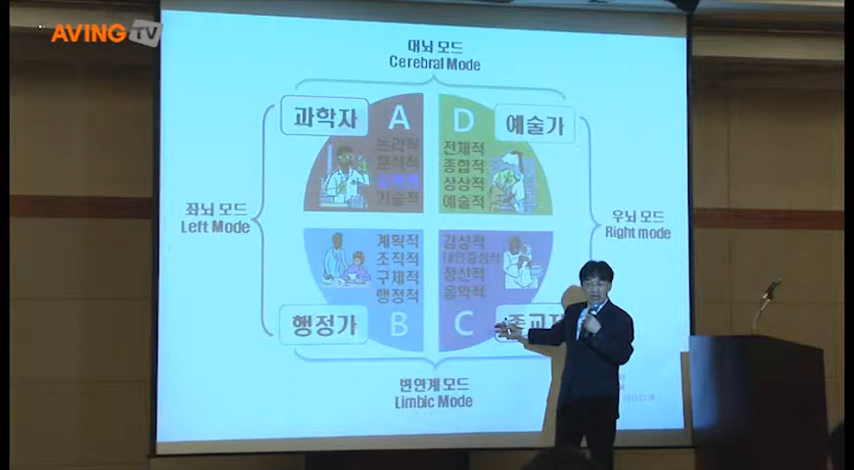 AVING TV
대뇌 모드
Cerebral Mode
과학자
A
D
예술가
논리적
분석적
기술적
전체적
종합적
상상적
예술적
좌뇌 모드
Left Mode
우뇌 모드
Right mode
계획적
조직적
구체적
행정적
감성적
대인중심적
정신적
음악적
행정가
B
C
종교
변연계 모드
Limbic Mode